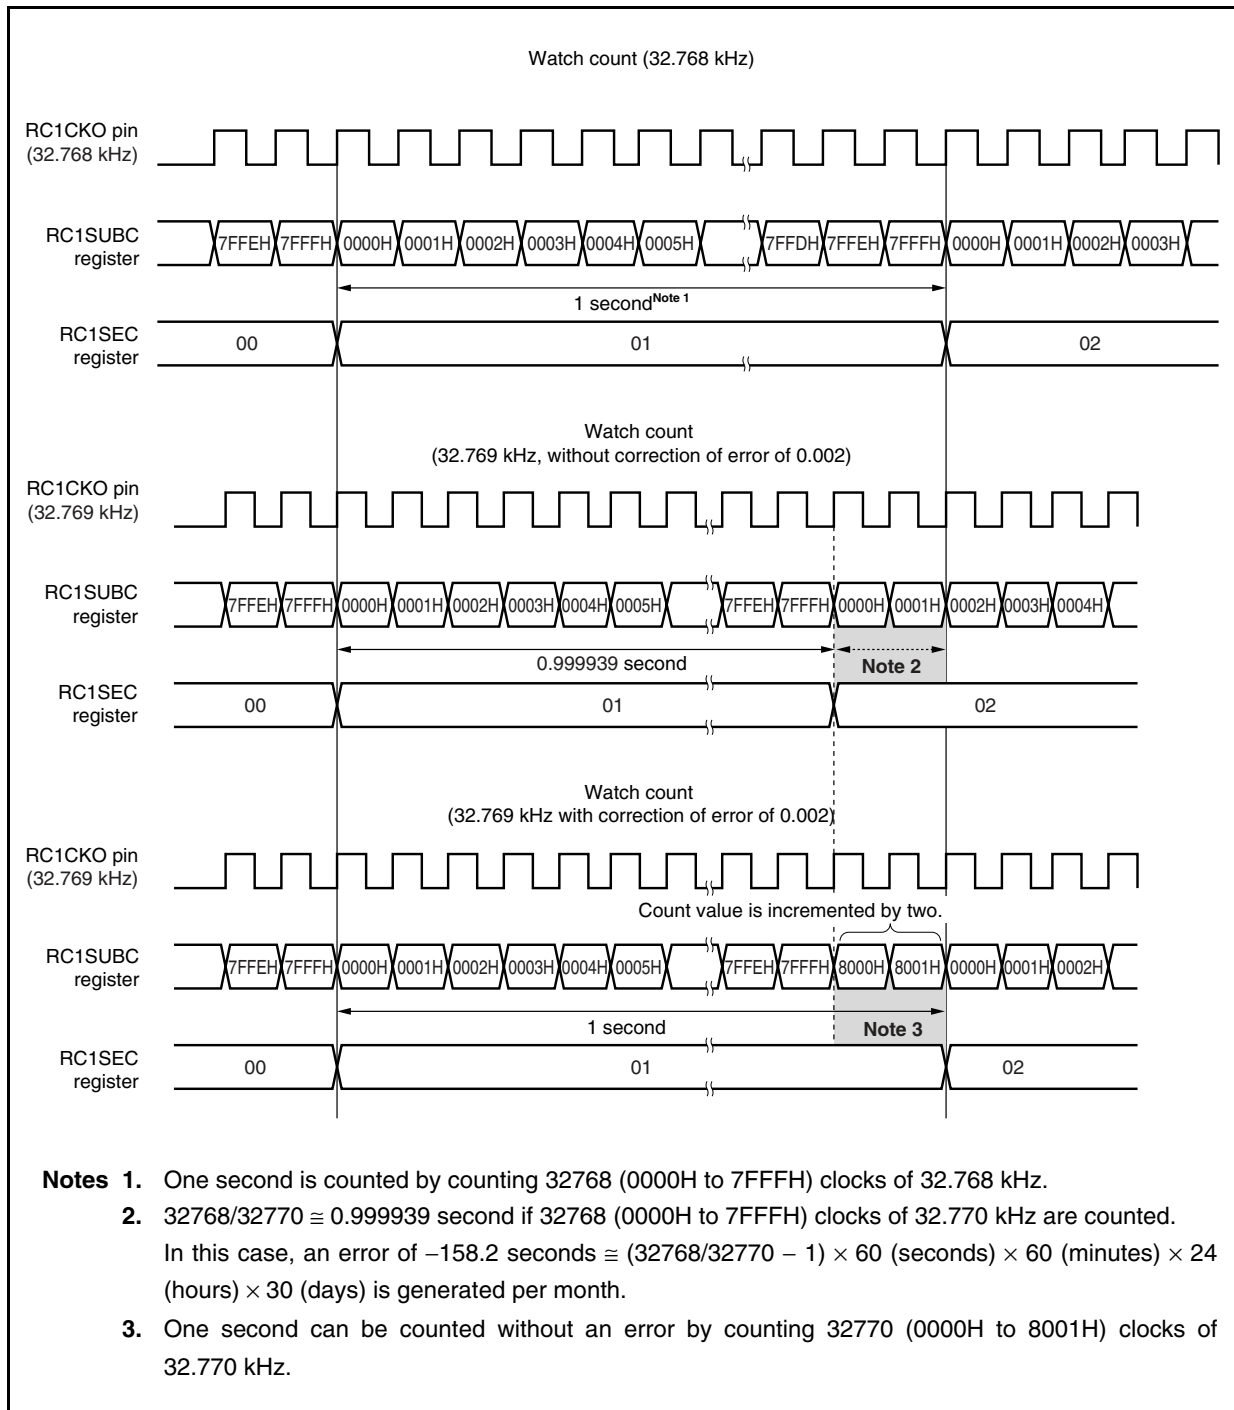 Watch count (32.768 kHz)
RC1CKO pin
(32.768 kHz)
RC1SUBC
register
7FFEH 7FFFH 0000H 0001H 0002H 0003H 0004H 0005H 7FFDH 7FFEH 7FFFH 0000H 0001H 0002H 0003H
1 secondNote 1
RC1SEC
register
00 01 02
Watch count
(32.769 kHz, without correction of error of 0.002)
RC1CKO pin
(32.769 kHz)
RC1SUBC
register
7FFEH 7FFFH 0000H 0001H 0002H 0003H 0004H 0005H 7FFEH 7FFFH 0000H 0001H 0002H 0003H 0004H
0.999939 second Note 2
RC1SEC
register
00 01 02
Watch count
(32.769 kHz with correction of error of 0.002)
RC1CKO pin
(32.769 kHz)
Count value is incremented by two.
RC1SUBC
register
7FFEH 7FFFH 0000H 0001H 0002H 0003H 0004H 0005H 7FFEH 7FFFH 8000H 8001H 0000H 0001H 0002H
1 second Note 3
RC1SEC
register
00 01 02
Notes 1. One second is counted by counting 32768 (0000H to 7FFFH) clocks of 32.768 kHz.
2. 32768/32770 ≅ 0.999939 second if 32768 (0000H to 7FFFH) clocks of 32.770 kHz are counted.
In this case, an error of −158.2 seconds ≅ (32768/32770 − 1) × 60 (seconds) × 60 (minutes) × 24
(hours) × 30 (days) is generated per month.
3. One second can be counted without an error by counting 32770 (0000H to 8001H) clocks of
32.770 kHz.